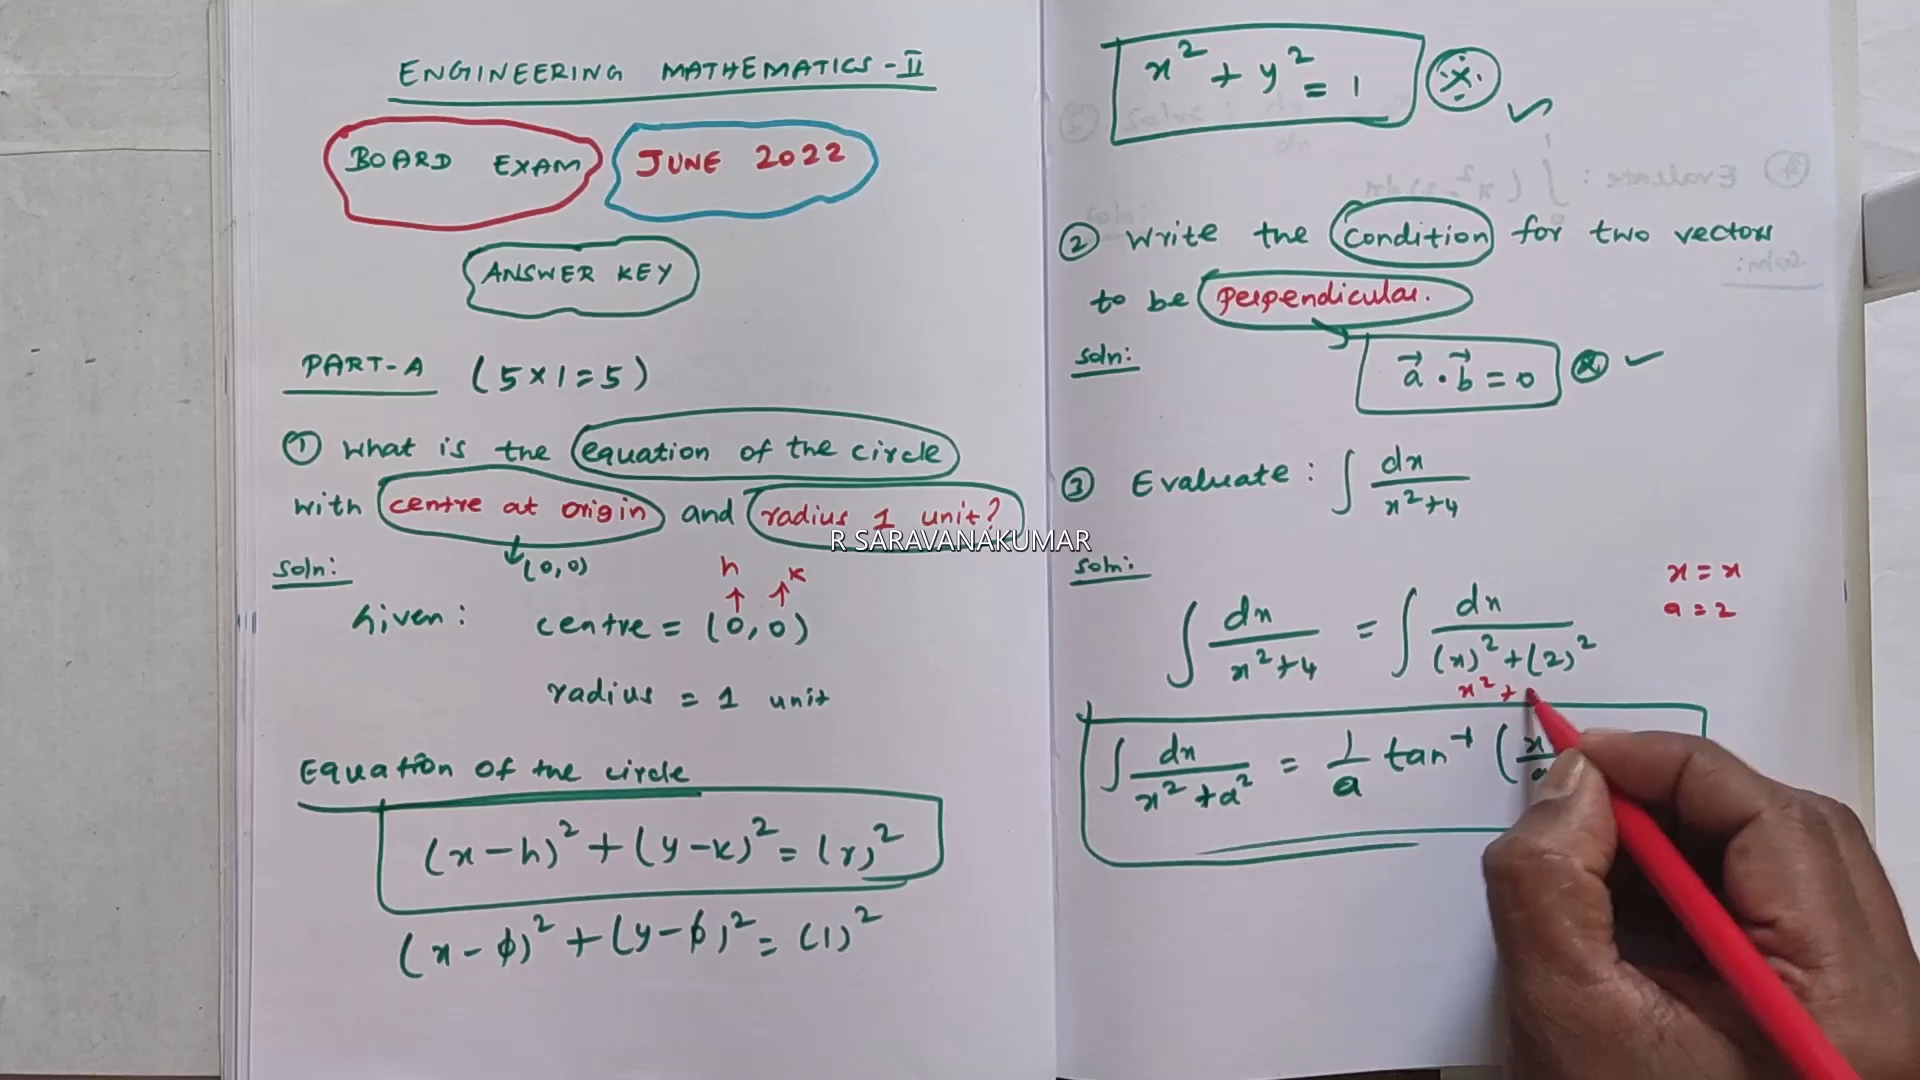 ENGINEERING MATHEMATICS - II
BOARD EXAM JUNE 2022
ANSWER KEY
PART-A (5×1=5)
① What is the equation of the circle
with centre at origin and radius 1 unit?
(0,0)
Soln:
h k
Given: centre = (0,0)
radius = 1 unit
Equation of the circle
(x-h)² + (y-k)² = (r)²
(x-0)² + (y-0)² = (1)²
x² + y² = 1
② Write the condition for two vectors
to be perpendicular.
Soln:
a⃗ · b⃗ = 0
③ Evaluate: ∫ dx/(x²+4)
Soln:
x = x
a = 2
∫ dx/(x²+4) = ∫ dx/((x)²+(2)²)
x² +
∫ dx/(x²+a²) = 1/a tan⁻¹ (x/a
R SARAVANAKUMAR